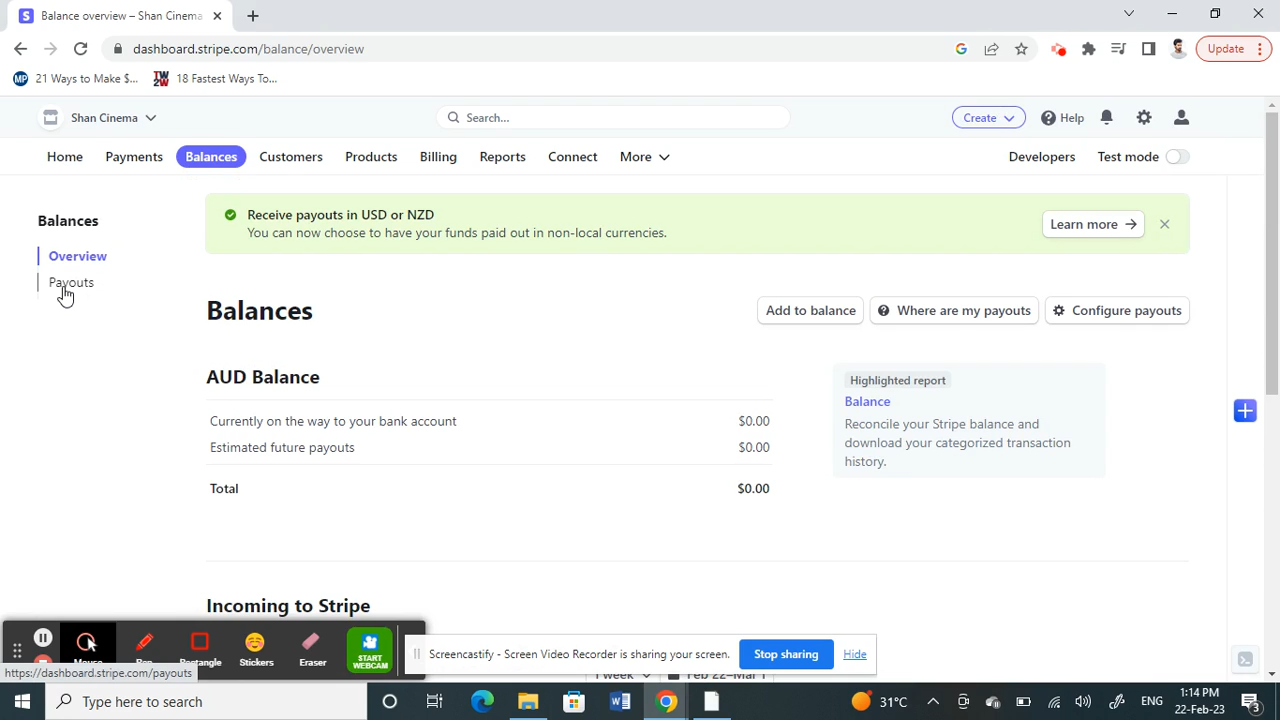 Balance overview – Shan Cinema
dashboard.stripe.com/balance/overview
Update
21 Ways to Make $...
18 Fastest Ways To...
Shan Cinema
Search...
Create
Help
Home
Payments
Balances
Customers
Products
Billing
Reports
Connect
More
Developers
Test mode
Balances
Overview
Payouts
Receive payouts in USD or NZD
You can now choose to have your funds paid out in non-local currencies.
Learn more →
Balances
Add to balance
Where are my payouts
Configure payouts
AUD Balance
Currently on the way to your bank account $0.00
Estimated future payouts $0.00
Total $0.00
Highlighted report
Balance
Reconcile your Stripe balance and
download your categorized transaction
history.
Incoming to Stripe
1 week
Feb 22–Mar 1
Mouse
Pen
Rectangle
Stickers
Eraser
START
WEBCAM
Screencastify - Screen Video Recorder is sharing your screen.
Stop sharing
Hide
https://dashboard.stripe.com/payouts
Type here to search
31°C
ENG
1:14 PM
22-Feb-23
3